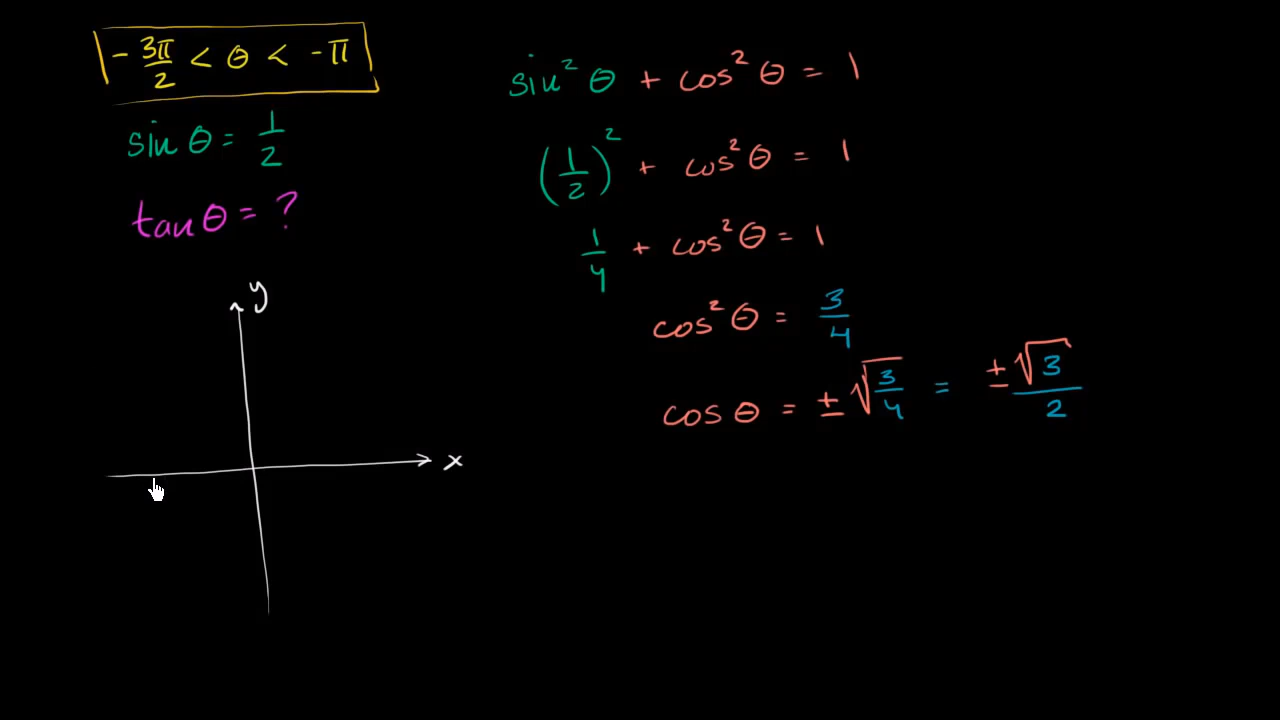 -3π/2 < θ < -π
sin θ = 1/2
tan θ = ?
y
x
sin² θ + cos² θ = 1
(1/2)² + cos² θ = 1
1/4 + cos² θ = 1
cos² θ = 3/4
cos θ = ± √(3/4) = ±√3/2